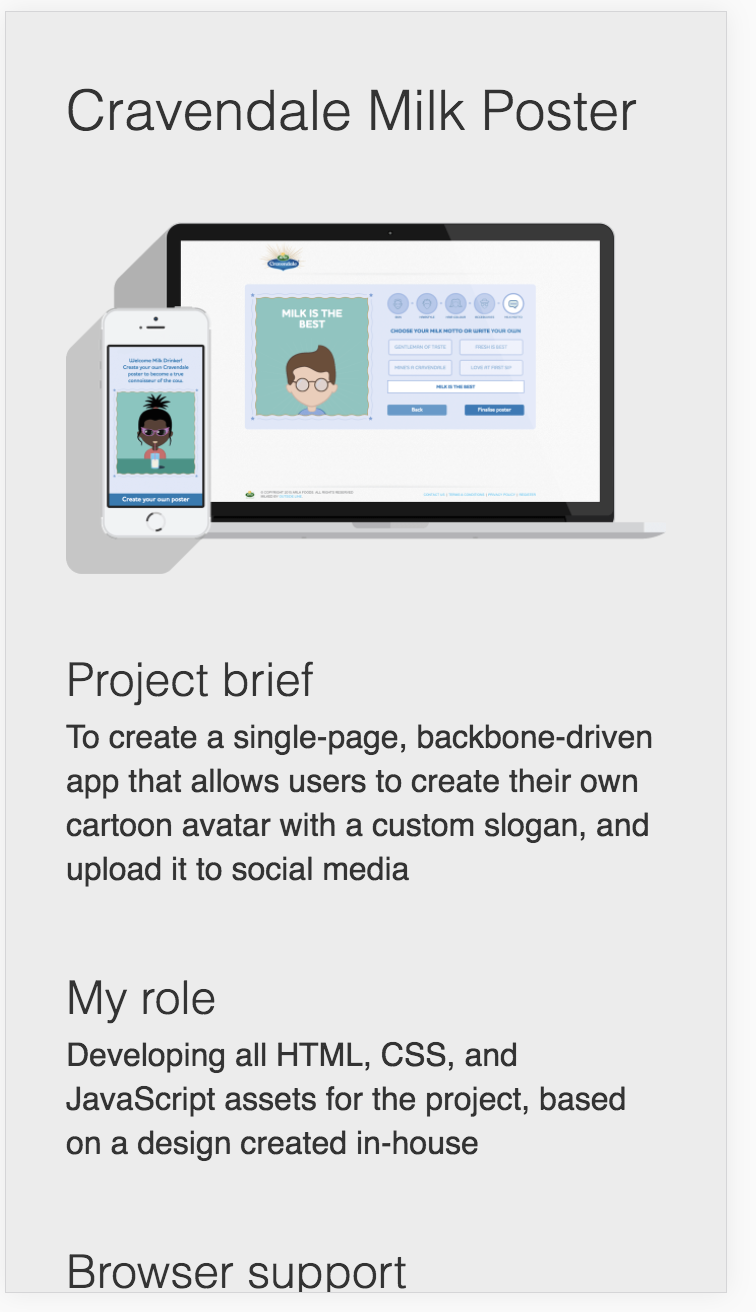 Cravendale Milk Poster
Cravendale
MILK IS THE
BEST
CHOOSE YOUR MILK MOTTO OR WRITE YOUR OWN
GENTLEMEN OF TASTE
FRESH IS BEST
LOVE AT FIRST SIP
MILK IS THE BEST
Back
Finalise poster
Welcome Milk Drinker!
Create your own Cravendale
poster to become a true
connoisseur of the cow.
Create your own poster
Project brief
To create a single-page, backbone-driven
app that allows users to create their own
cartoon avatar with a custom slogan, and
upload it to social media
My role
Developing all HTML, CSS, and
JavaScript assets for the project, based
on a design created in-house
Browser support